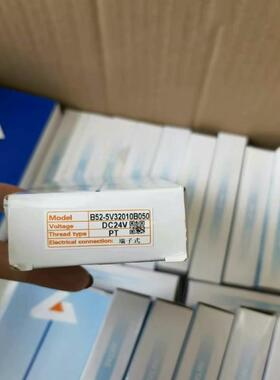 Model B52-5V32010B050
Voltage DC24V
Thread type PT
Electrical connection: 端子式